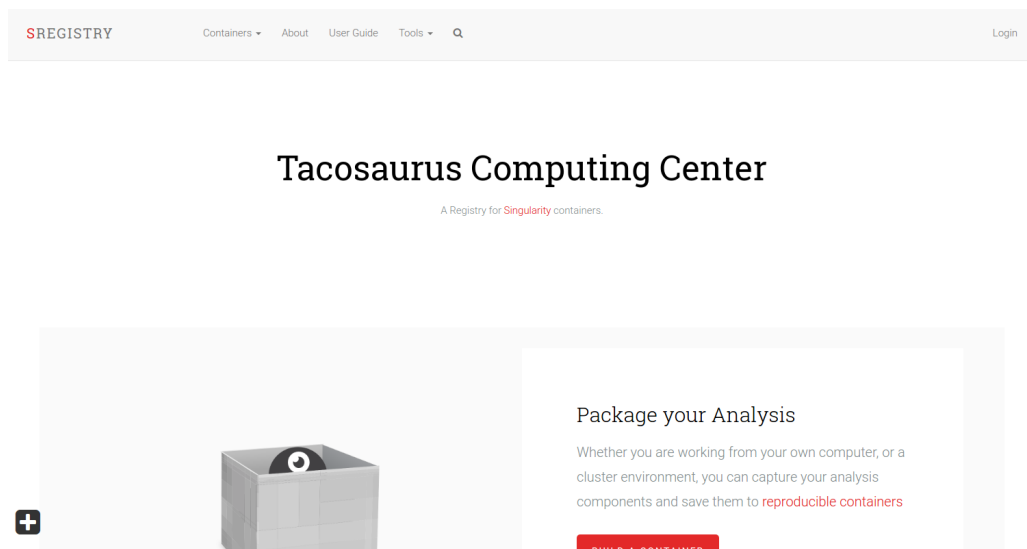 SREGISTRY
Containers
About
User Guide
Tools
Login
Tacosaurus Computing Center
A Registry for Singularity containers.
Package your Analysis
Whether you are working from your own computer, or a
cluster environment, you can capture your analysis
components and save them to reproducible containers
BUILD A CONTAINER